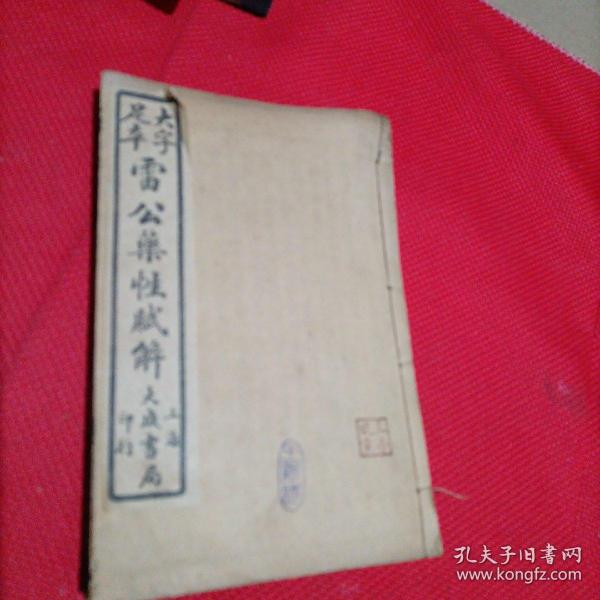 大字
足本
雷公藥性賦解
上海
大成書局
印行
孔夫子旧书网
www.kongfz.com